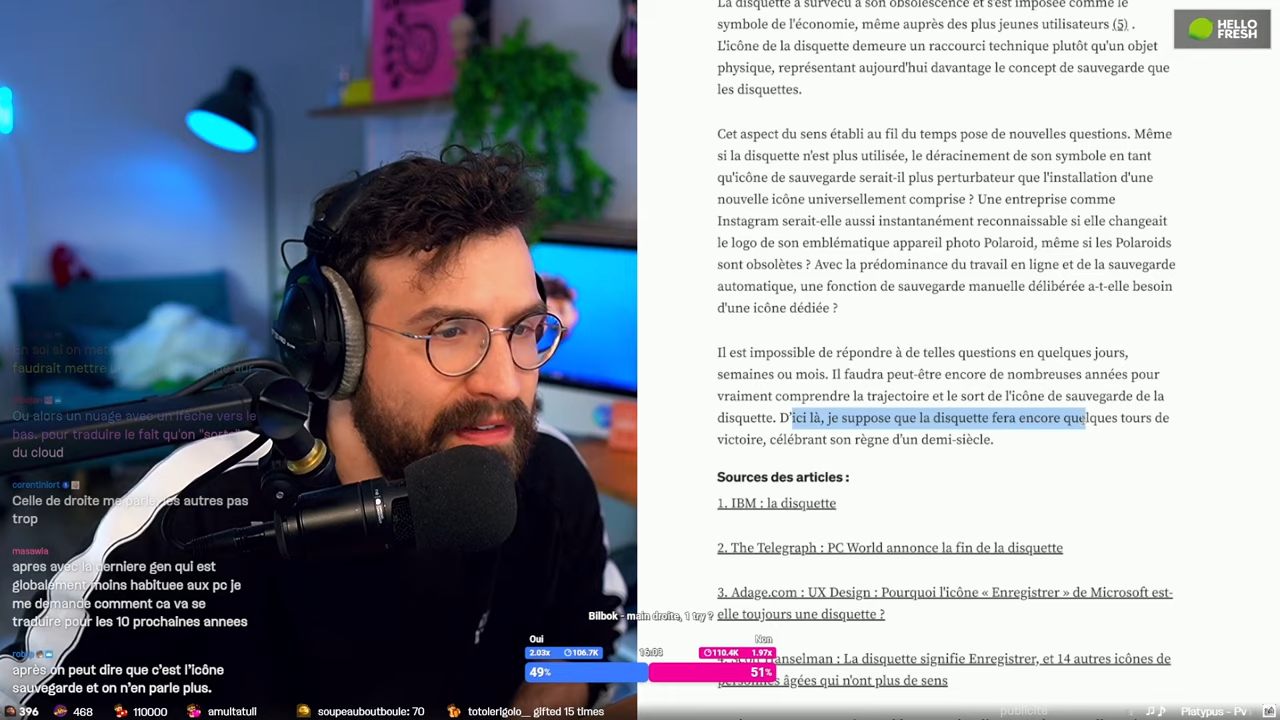 La disquette a survécu à son obsolescence et s'est imposée comme le
symbole de l'économie, même auprès des plus jeunes utilisateurs (5) .
L'icône de la disquette demeure un raccourci technique plutôt qu'un objet
physique, représentant aujourd'hui davantage le concept de sauvegarde que
les disquettes.
Cet aspect du sens établi au fil du temps pose de nouvelles questions. Même
si la disquette n'est plus utilisée, le déracinement de son symbole en tant
qu'icône de sauvegarde serait-il plus perturbateur que l'installation d'une
nouvelle icône universellement comprise ? Une entreprise comme
Instagram serait-elle aussi instantanément reconnaissable si elle changeait
le logo de son emblématique appareil photo Polaroid, même si les Polaroids
sont obsolètes ? Avec la prédominance du travail en ligne et de la sauvegarde
automatique, une fonction de sauvegarde manuelle délibérée a-t-elle besoin
d'une icône dédiée ?
Il est impossible de répondre à de telles questions en quelques jours,
semaines ou mois. Il faudra peut-être encore de nombreuses années pour
vraiment comprendre la trajectoire et le sort de l'icône de sauvegarde de la
disquette. D'ici là, je suppose que la disquette fera encore quelques tours de
victoire, célébrant son règne d'un demi-siècle.
Sources des articles :
1. IBM : la disquette
2. The Telegraph : PC World annonce la fin de la disquette
3. Adage.com : UX Design : Pourquoi l'icône « Enregistrer » de Microsoft est-
elle toujours une disquette ?
Hanselman : La disquette signifie Enregistrer, et 14 autres icônes de
personnes âgées qui n'ont plus de sens
HELLO
FRESH
En soi si on
faudrait mettre
Ou alors un nuage avec un flèche vers le
bas. pour traduire le fait qu'on "sorte"
du cloud
corentinlort
Celle de droite me parle, les autres pas
trop
masawla
apres avec la derniere gen qui est
globalement moins habituee aux pc je
me demande comment ca va se
traduire pour les 10 prochaines annees
après on peut dire que c'est l'icône
sauvegarde et on n'en parle plus.
Bilbok - main droite, 1 try ?
Oui
Non
2.03x 106.7K
16:03
110.4K 1.97x
49%
51%
396
468
110000
amultatull
soupeauboutboule: 70
totolerigolo_ gifted 15 times
publicité
Platypus - Pv